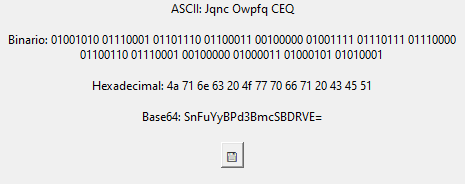 ASCII: Jqnc Owpfq CEQ
Binario: 01001010 01110001 01101110 01100011 00100000 01001111 01110111 01110000
01100110 01110001 00100000 01000011 01000101 01010001
Hexadecimal: 4a 71 6e 63 20 4f 77 70 66 71 20 43 45 51
Base64: SnFuYyBPd3BmcSBDRVE=